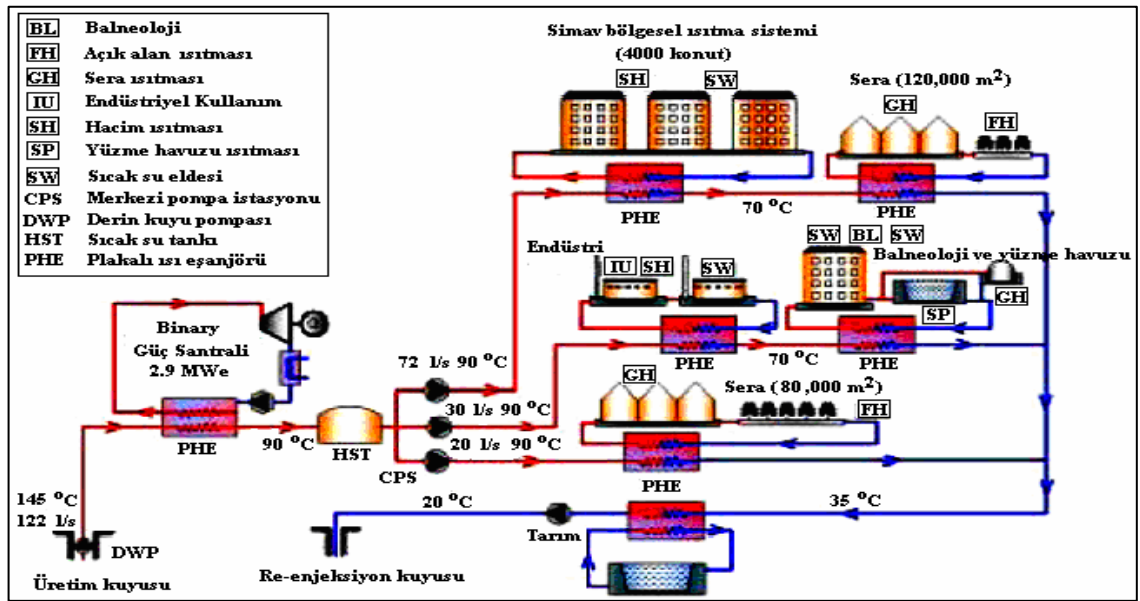 BL Balneoloji
FH Açık alan ısıtması
GH Sera ısıtması
IU Endüstriyel Kullanım
SH Hacim ısıtması
SP Yüzme havuzu ısıtması
SW Sıcak su eldesi
CPS Merkezi pompa istasyonu
DWP Derin kuyu pompası
HST Sıcak su tankı
PHE Plakalı ısı eşanjörü
Simav bölgesel ısıtma sistemi
(4000 konut)
SH SW
PHE
70 °C
Sera (120,000 m²)
GH
FH
PHE
Endüstri
IU SH SW
PHE
70 °C
SW BL SW
Balneoloji ve yüzme havuzu
GH
SP
PHE
Binary
Güç Santrali
2.9 MWe
PHE
90 °C
HST
CPS
72 l/s 90 °C
30 l/s 90 °C
20 l/s 90 °C
GH
Sera (80,000 m²)
FH
PHE
145 °C
122 l/s
DWP
Üretim kuyusu
20 °C
Re-enjeksiyon kuyusu
Tarım
35 °C